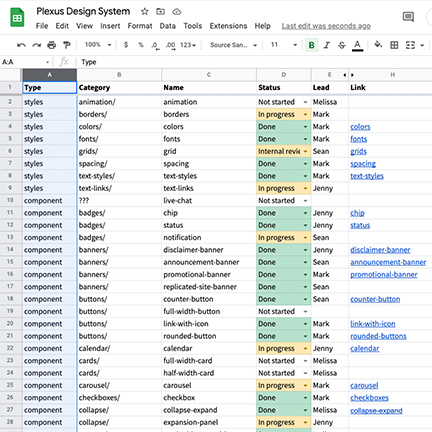 Plexus Design System
File Edit View Insert Format Data Tools Extensions Help Last edit was seconds ago
100% $ % .0 .00 123 Source San... 11 B I S A
A:A Type
A B C D E H
1 Type Category Name Status Lead Link
2 styles animation/ animation Not started Melissa
3 styles borders/ borders In progress Mark
4 styles colors/ colors Done Mark colors
5 styles fonts/ fonts Done Mark fonts
6 styles grids/ grid Internal revie Sean grids
7 styles spacing/ spacing Done Mark spacing
8 styles text-styles/ text-styles Done Mark text-styles
9 styles text-links/ text-links In progress Jenny
10 component ??? live-chat Not started
11 component badges/ chip Done Jenny chip
12 component badges/ status Done Jenny status
13 component badges/ notification In progress Sean
14 component banners/ disclaimer-banner Done Jenny disclaimer-banner
15 component banners/ announcement-banner Done Sean announcement-banner
16 component banners/ promotional-banner Done Mark promotional-banner
17 component banners/ replicated-site-banner Done Sean
18 component buttons/ counter-button Done Sean counter-button
19 component buttons/ full-width-button Not started
20 component buttons/ link-with-icon Done Mark link-with-icon
21 component buttons/ rounded-button Done Mark rounded-buttons
22 component calendar/ calendar In progress Jenny calendar
23 component cards/ full-width-card Not started Melissa
24 component cards/ half-width-card Not started Melissa
25 component carousel/ carousel In progress Mark carousel
26 component checkboxes/ checkbox Done Mark checkboxes
27 component collapse/ collapse-expand Done Melissa collapse-expand
28 component collapse/ expansion-panel In progress Jenny